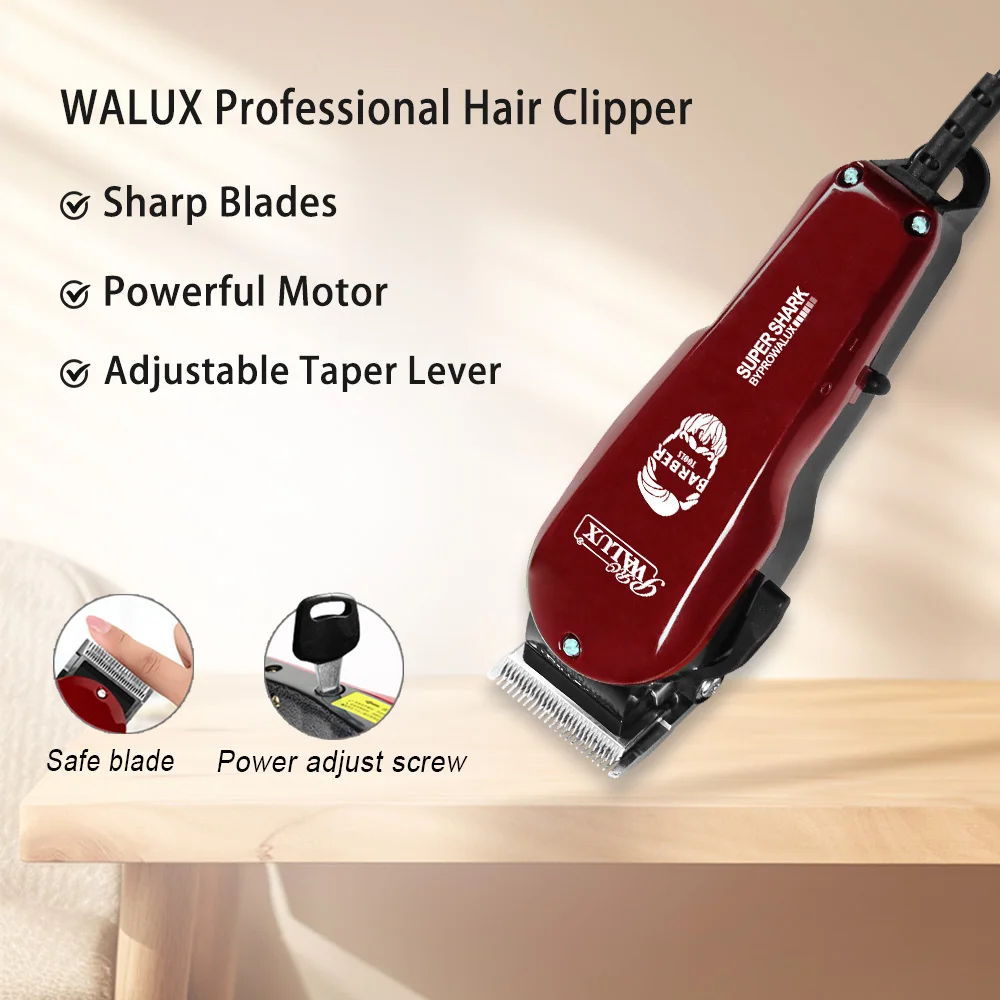 WALUX Professional Hair Clipper
Sharp Blades
Powerful Motor
Adjustable Taper Lever
SUPER SHARK
BYPROWALUX
BARBER
TOOLS
Pro
WALUX
Safe blade
Power adjust screw